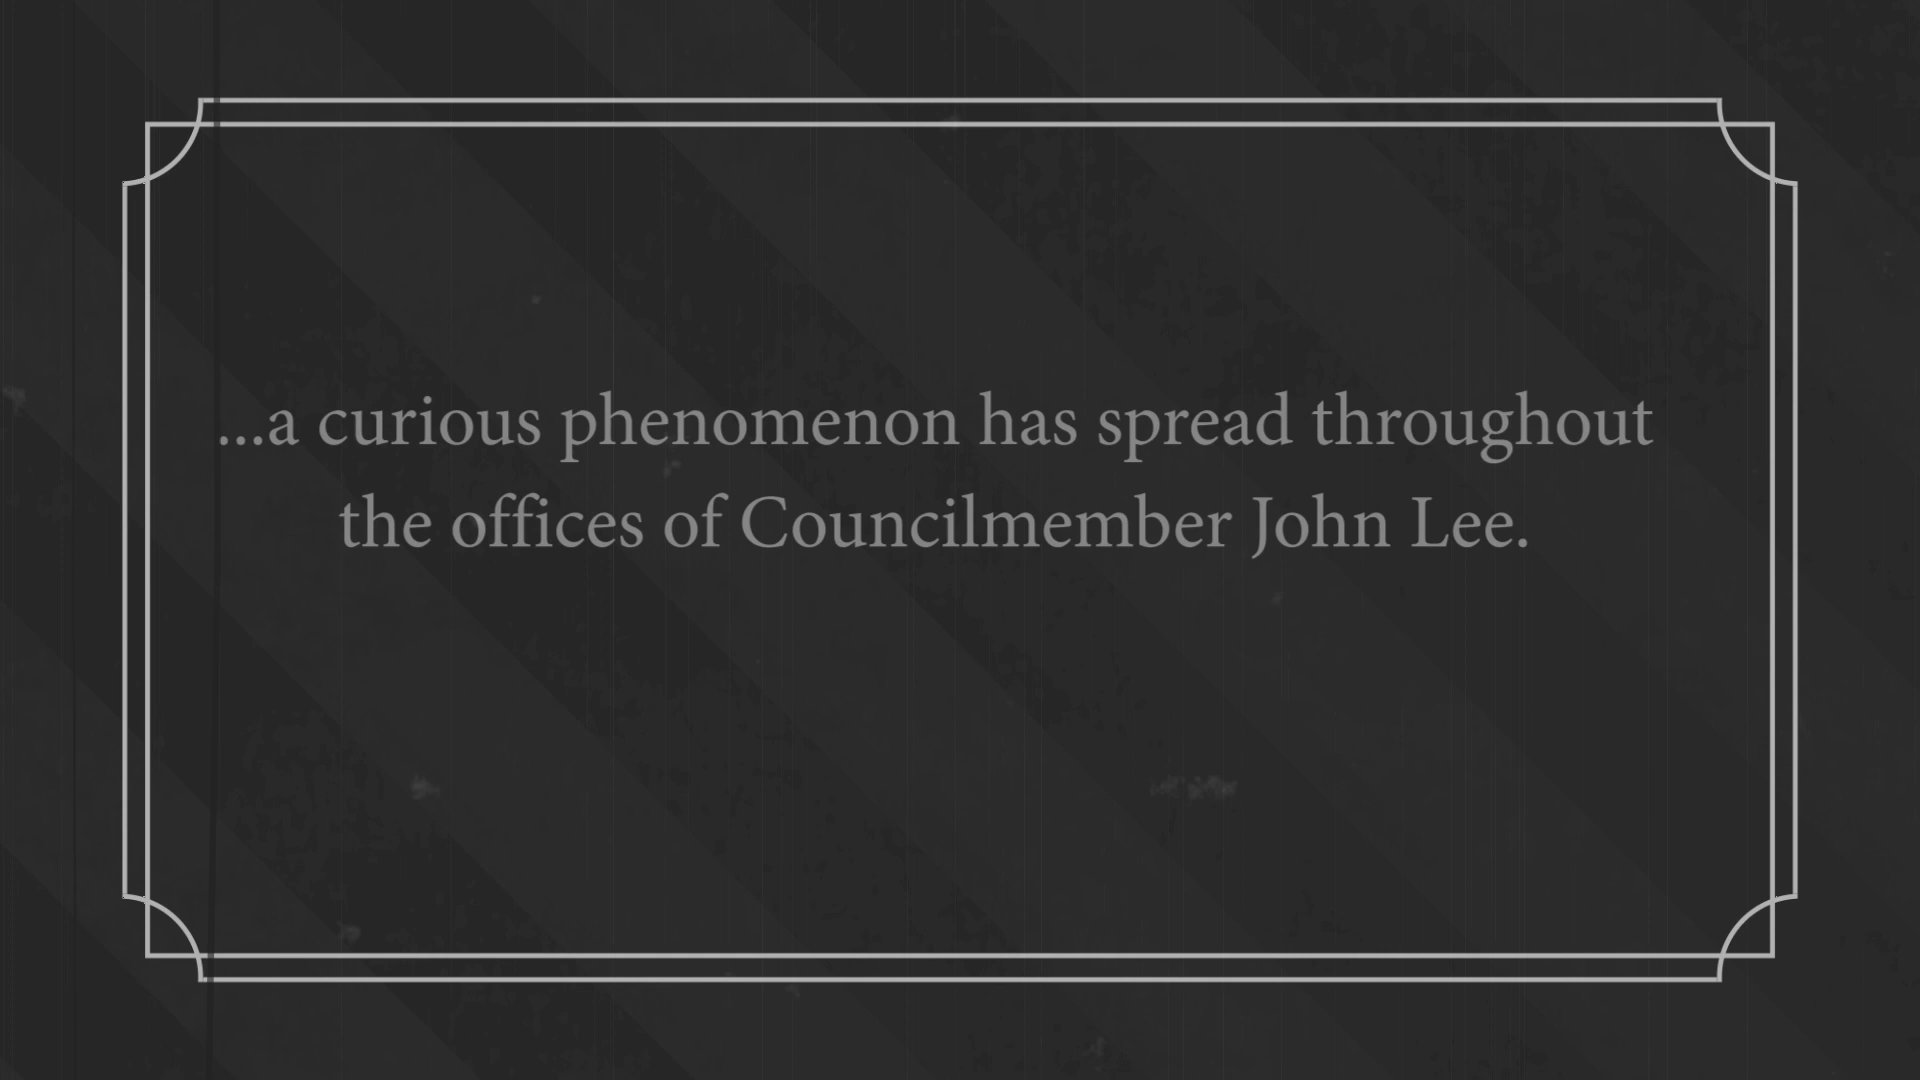 ...a curious phenomenon has spread throughout
the offices of Councilmember John Lee.